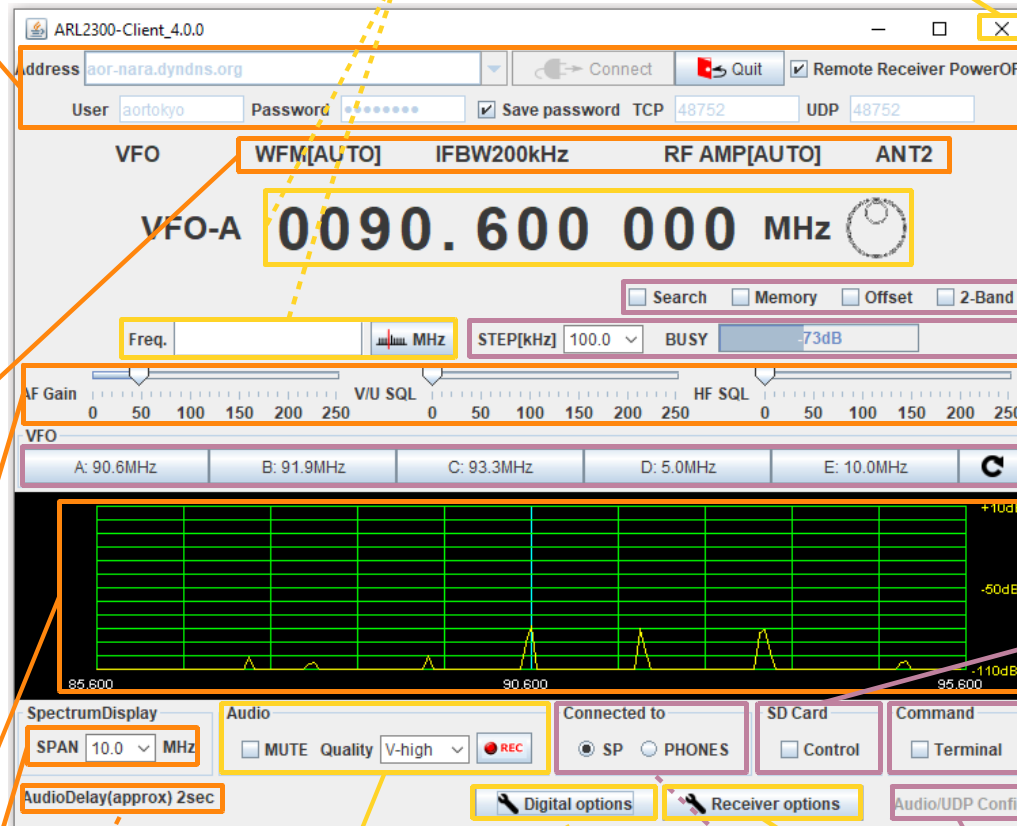 ARL2300-Client_4.0.0
Address aor-nara.dyndns.org Connect Quit Remote Receiver PowerOF
User aortokyo Password •••••••• Save password TCP 48752 UDP 48752
VFO WFM[AUTO] IFBW200kHz RF AMP[AUTO] ANT2
VFO-A 0090.600 000 MHz
Search Memory Offset 2-Band
Freq. MHz STEP[kHz] 100.0 BUSY -73dB
AF Gain V/U SQL HF SQL
0 50 100 150 200 250 0 50 100 150 200 250 0 50 100 150 200 250
VFO
A: 90.6MHz B: 91.9MHz C: 93.3MHz D: 5.0MHz E: 10.0MHz
+10dB
-50dB
-110dB
85.600 90.600 95.600
SpectrumDisplay Audio Connected to SD Card Command
SPAN 10.0 MHz MUTE Quality V-high REC SP PHONES Control Terminal
AudioDelay(approx) 2sec Digital options Receiver options Audio/UDP Confi